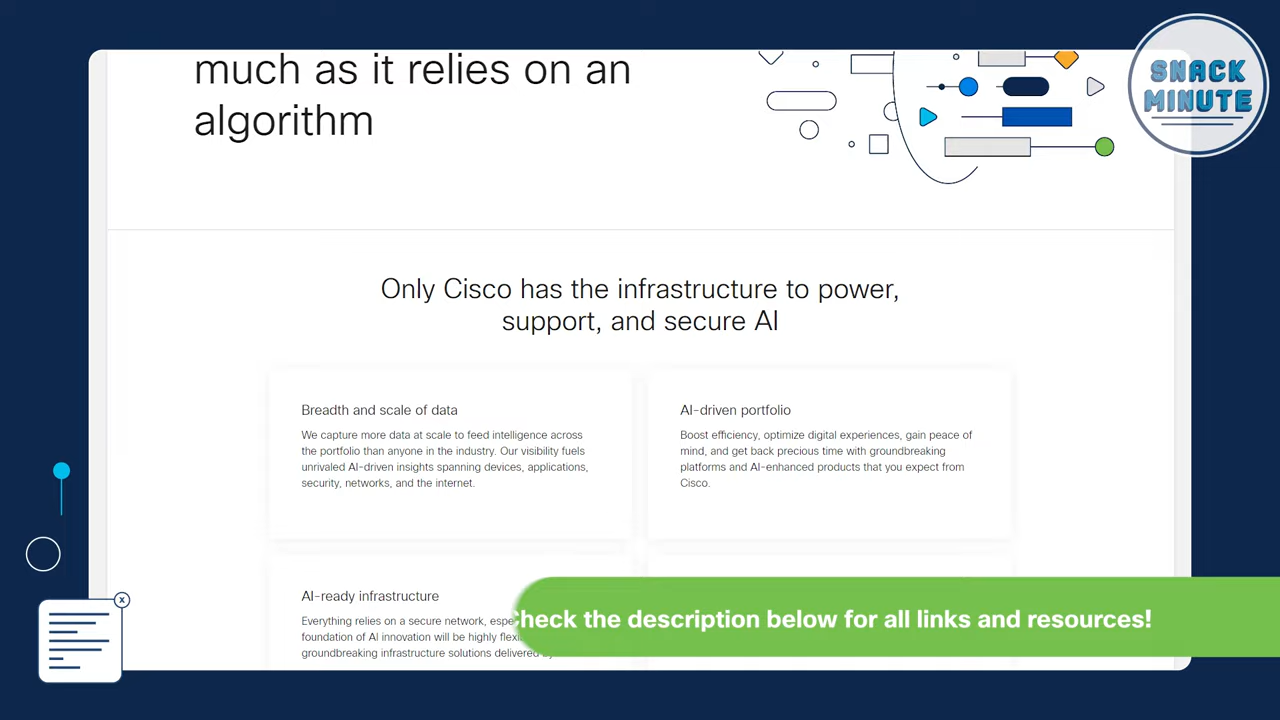 much as it relies on an
algorithm
SNACK
MINUTE
Only Cisco has the infrastructure to power,
support, and secure AI
Breadth and scale of data
We capture more data at scale to feed intelligence across
the portfolio than anyone in the industry. Our visibility fuels
unrivaled AI-driven insights spanning devices, applications,
security, networks, and the internet.
AI-driven portfolio
Boost efficiency, optimize digital experiences, gain peace of
mind, and get back precious time with groundbreaking
platforms and AI-enhanced products that you expect from
Cisco.
AI-ready infrastructure
Everything relies on a secure network,
foundation of AI innovation will be highly
groundbreaking infrastructure solutions delivered
Check the description below for all links and resources!
x